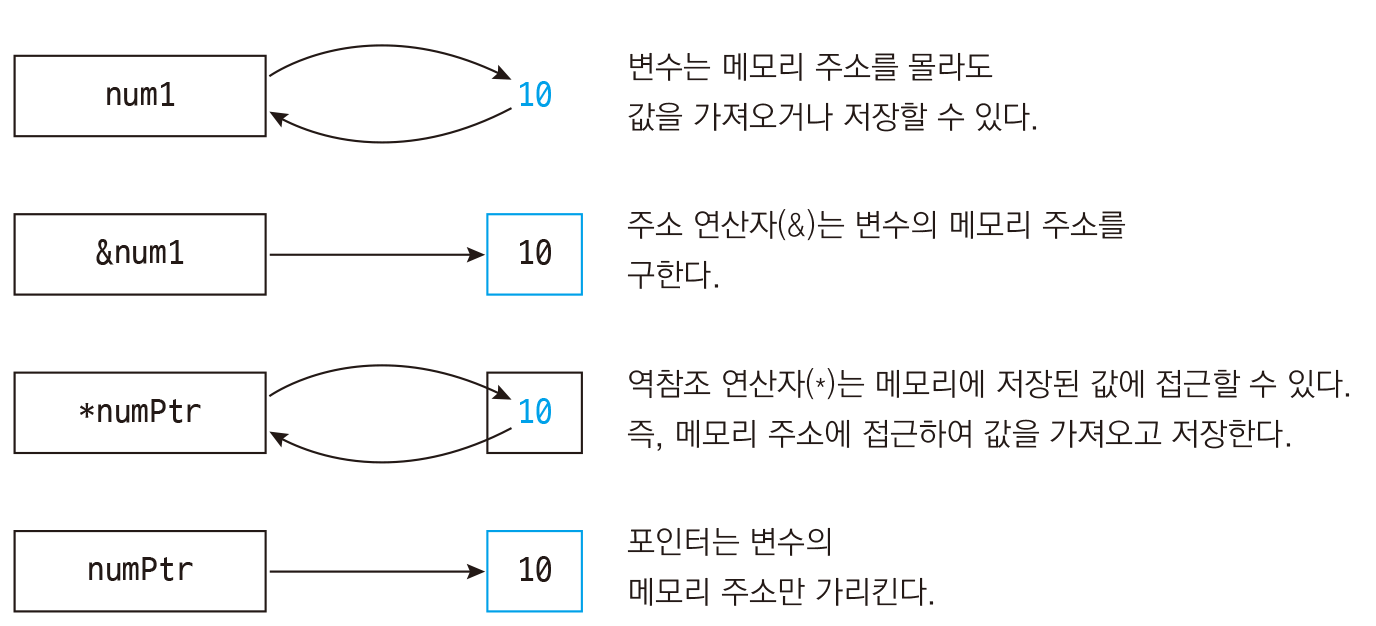 num1
10
변수는 메모리 주소를 몰라도
값을 가져오거나 저장할 수 있다.
&num1
10
주소 연산자(&)는 변수의 메모리 주소를
구한다.
*numPtr
10
역참조 연산자(*)는 메모리에 저장된 값에 접근할 수 있다.
즉, 메모리 주소에 접근하여 값을 가져오고 저장한다.
numPtr
10
포인터는 변수의
메모리 주소만 가리킨다.